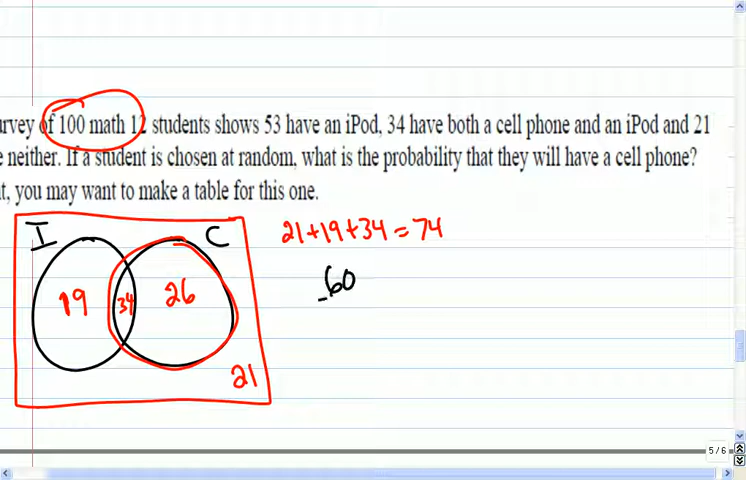 rvey of 100 math 12 students shows 53 have an iPod, 34 have both a cell phone and an iPod and 21
e neither. If a student is chosen at random, what is the probability that they will have a cell phone?
t, you may want to make a table for this one.
I C 21+19+34=74
19 34 26 60
21
5/6